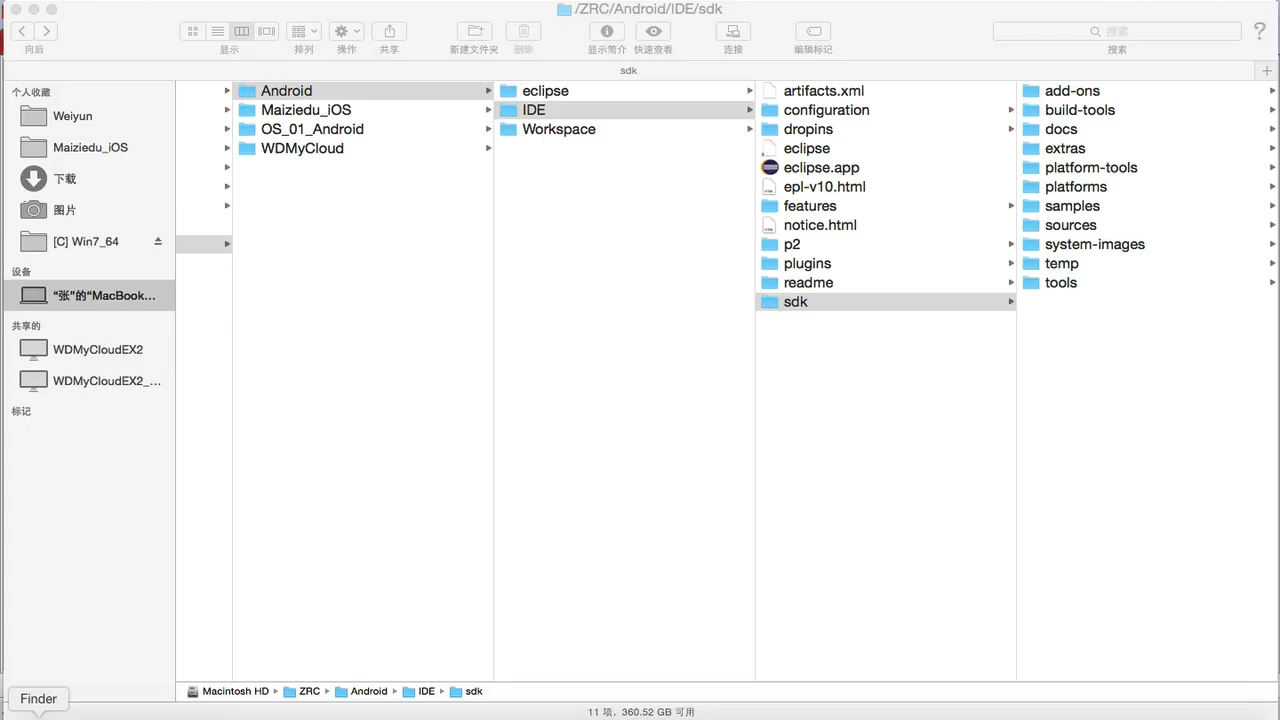 /ZRC/Android/IDE/sdk
向后
显示
排列
操作
共享
新建文件夹
删除
显示简介
快速查看
连接
编辑标记
搜索
搜索
sdk
个人收藏
Weiyun
Maiziedu_iOS
下载
图片
[C] Win7_64
设备
“张”的“MacBook...
共享的
WDMyCloudEX2
WDMyCloudEX2_...
标记
Android
Maiziedu_iOS
OS_01_Android
WDMyCloud
eclipse
IDE
Workspace
artifacts.xml
configuration
dropins
eclipse
eclipse.app
epl-v10.html
features
notice.html
p2
plugins
readme
sdk
add-ons
build-tools
docs
extras
platform-tools
platforms
samples
sources
system-images
temp
tools
Macintosh HD ▸ ZRC ▸ Android ▸ IDE ▸ sdk
Finder
11 项，360.52 GB 可用